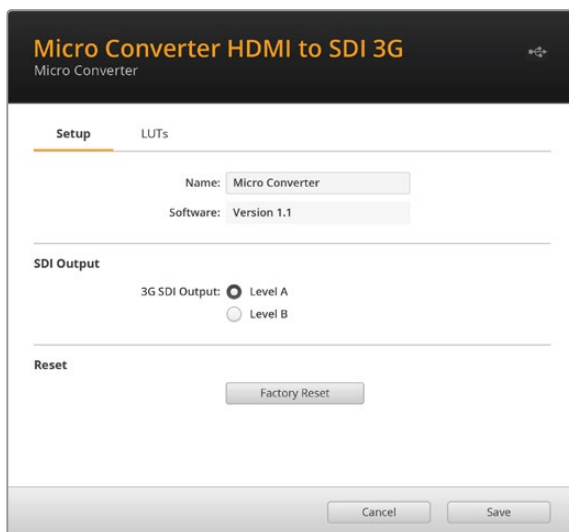 Micro Converter HDMI to SDI 3G
Micro Converter
Setup LUTs
Name: Micro Converter
Software: Version 1.1
SDI Output
3G SDI Output: Level A
Level B
Reset
Factory Reset
Cancel Save